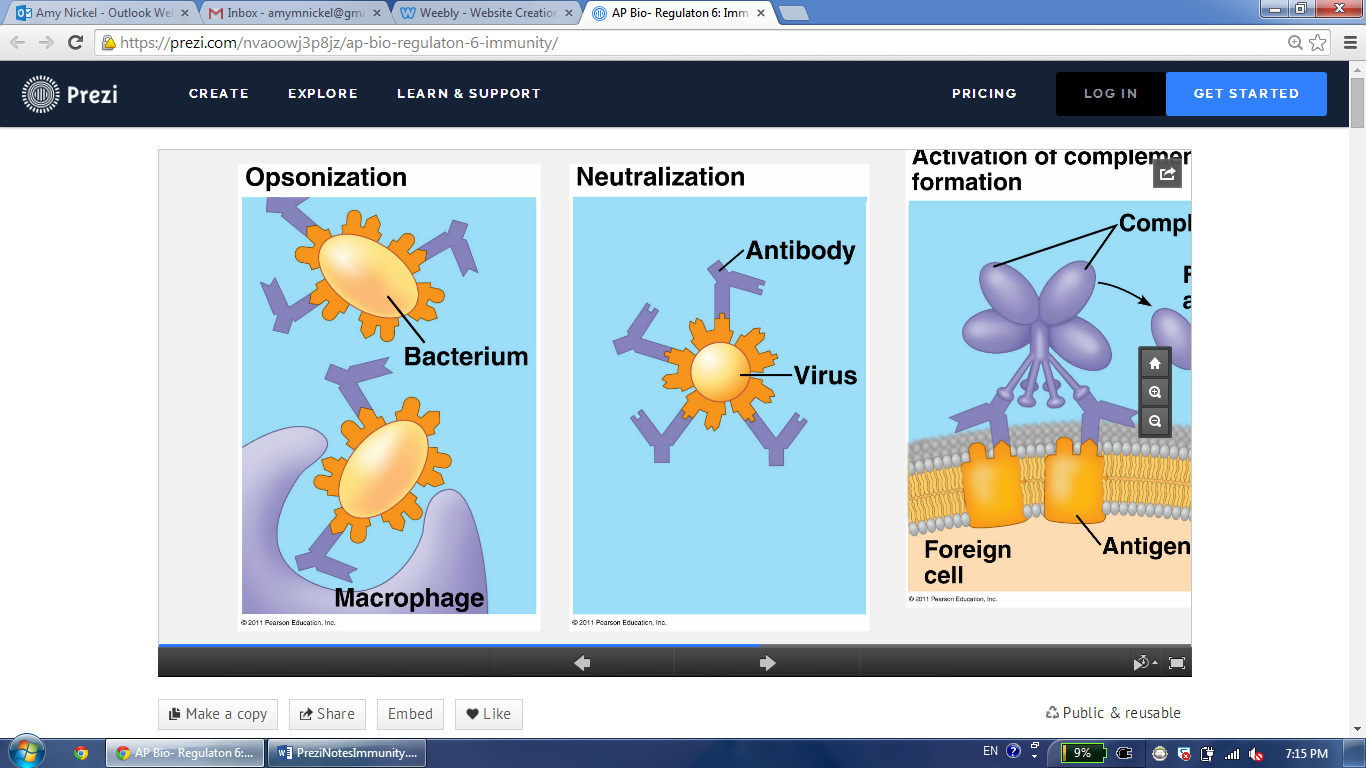 Amy Nickel - Outlook We
Inbox - amymnickel@gma
Weebly - Website Creation
AP Bio- Regulaton 6: Imm
https://prezi.com/nvaoowj3p8jz/ap-bio-regulaton-6-immunity/
Prezi
CREATE
EXPLORE
LEARN & SUPPORT
PRICING
LOG IN
GET STARTED
Opsonization
Bacterium
Macrophage
© 2011 Pearson Education, Inc.
Neutralization
Antibody
Virus
© 2011 Pearson Education, Inc.
Activation of complemen
formation
Compl
F
a
Foreign
cell
Antigen
© 2011 Pearson Education, Inc.
Make a copy
Share
Embed
Like
Public & reusable
AP Bio- Regulaton 6:...
PreziNotesImmunity....
EN
9%
7:15 PM